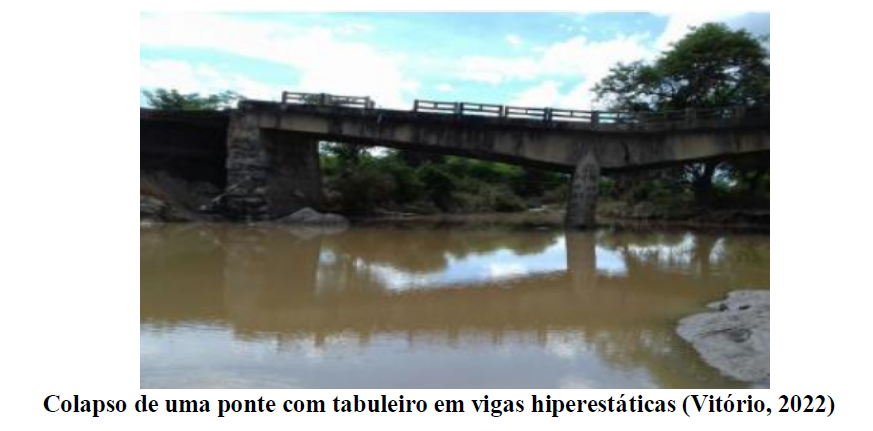 Colapso de uma ponte com tabuleiro em vigas hiperestáticas (Vitório, 2022)